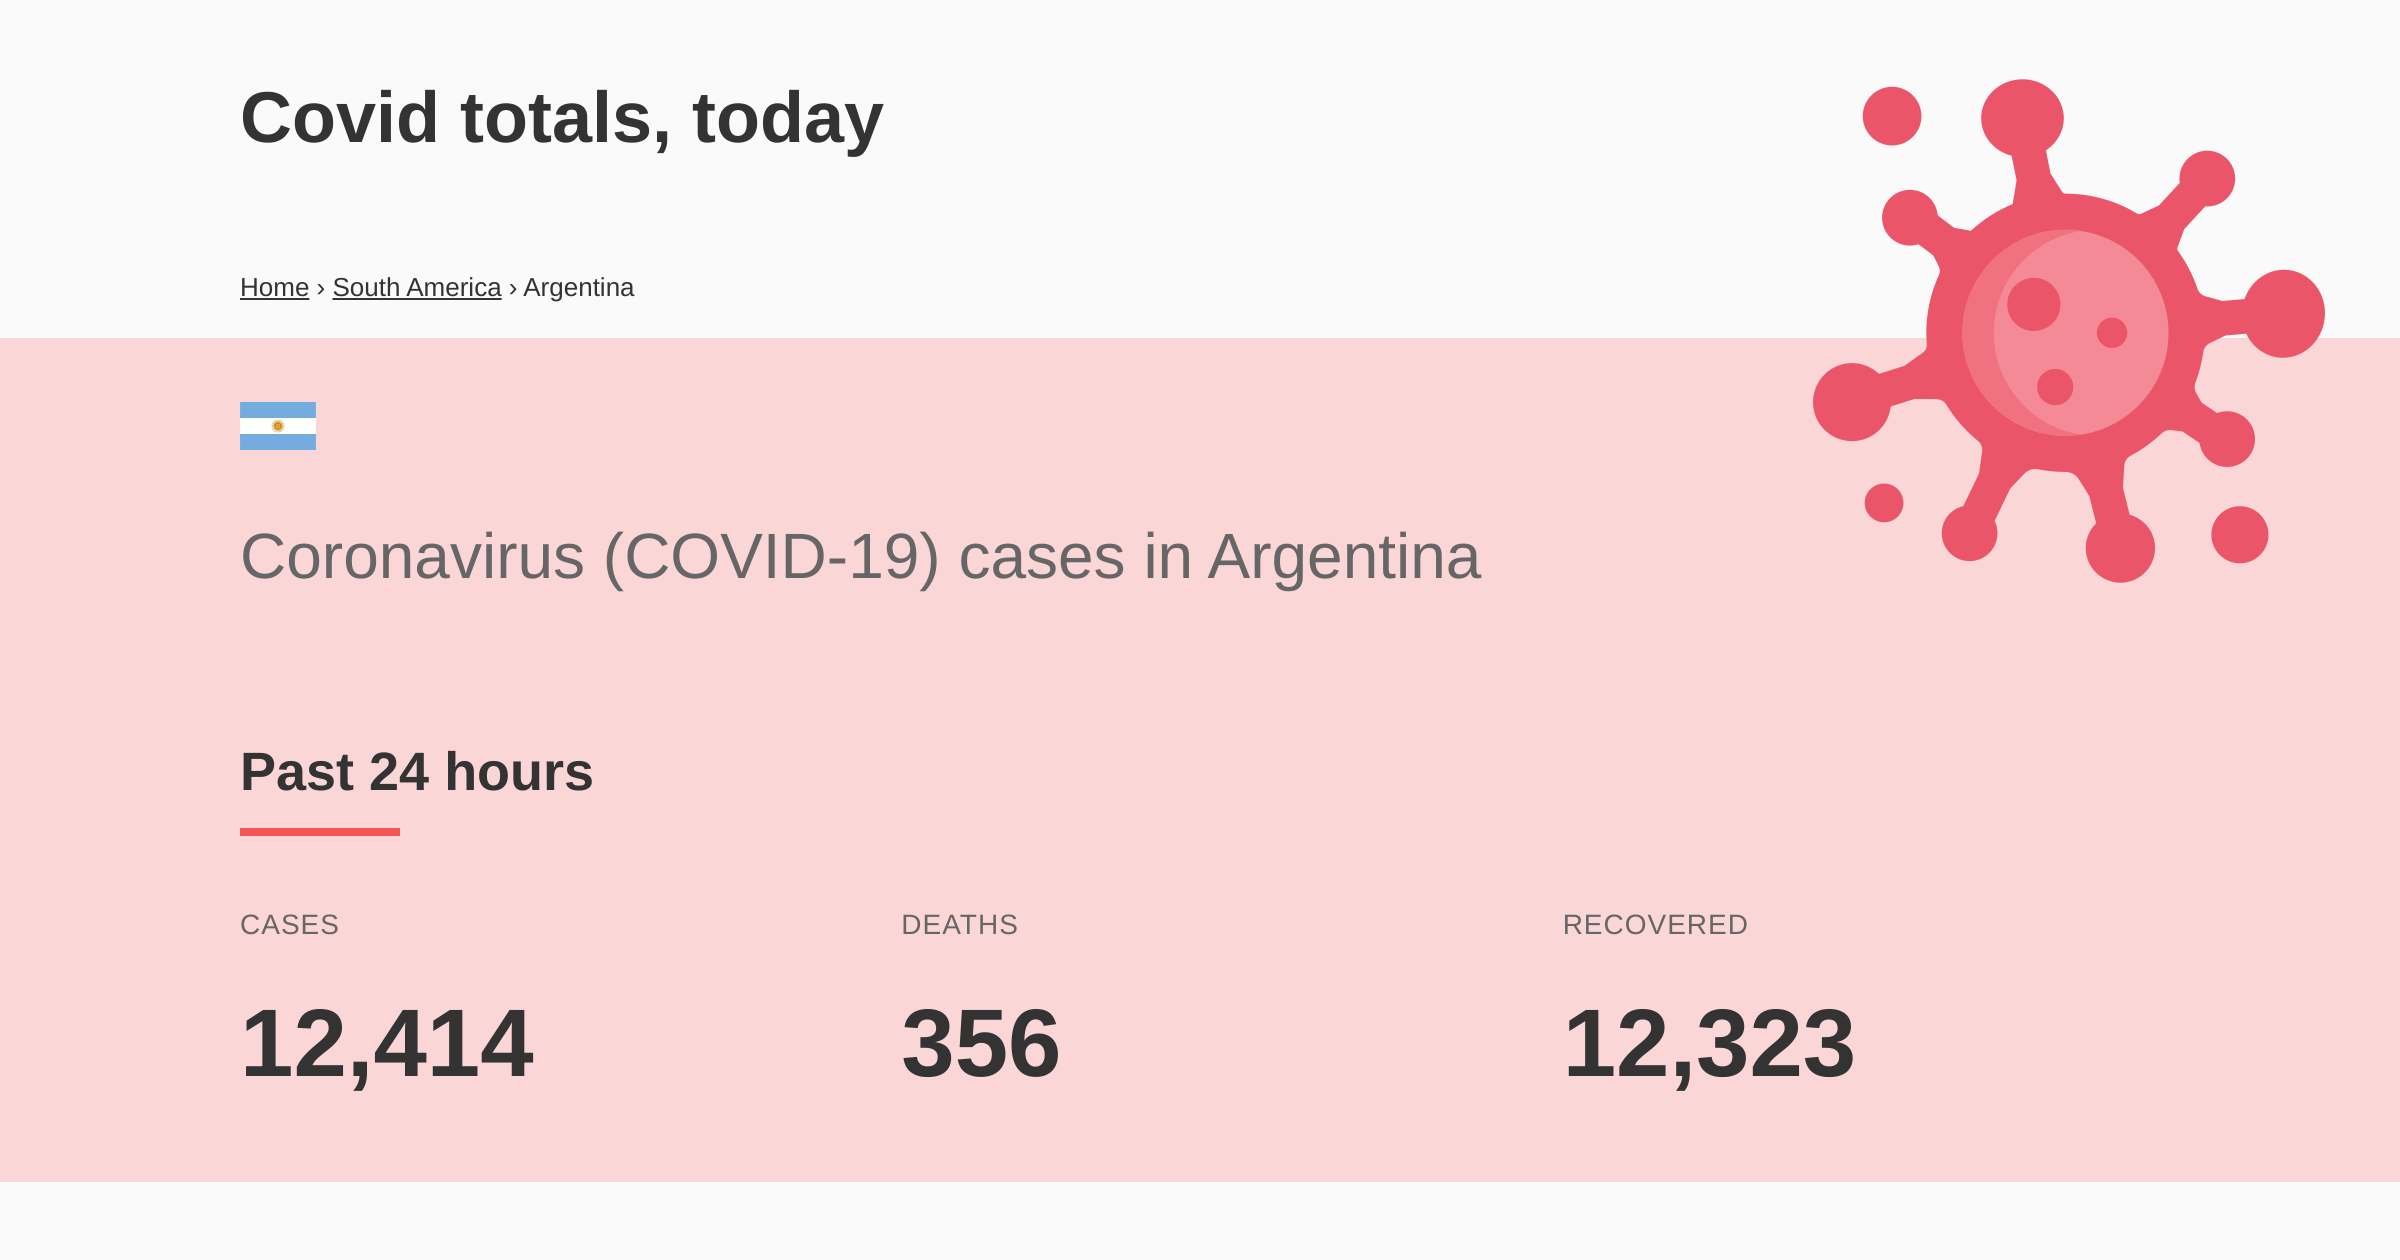 Covid totals, today
Home › South America › Argentina
Coronavirus (COVID-19) cases in Argentina
Past 24 hours
CASES
DEATHS
RECOVERED
12,414
356
12,323